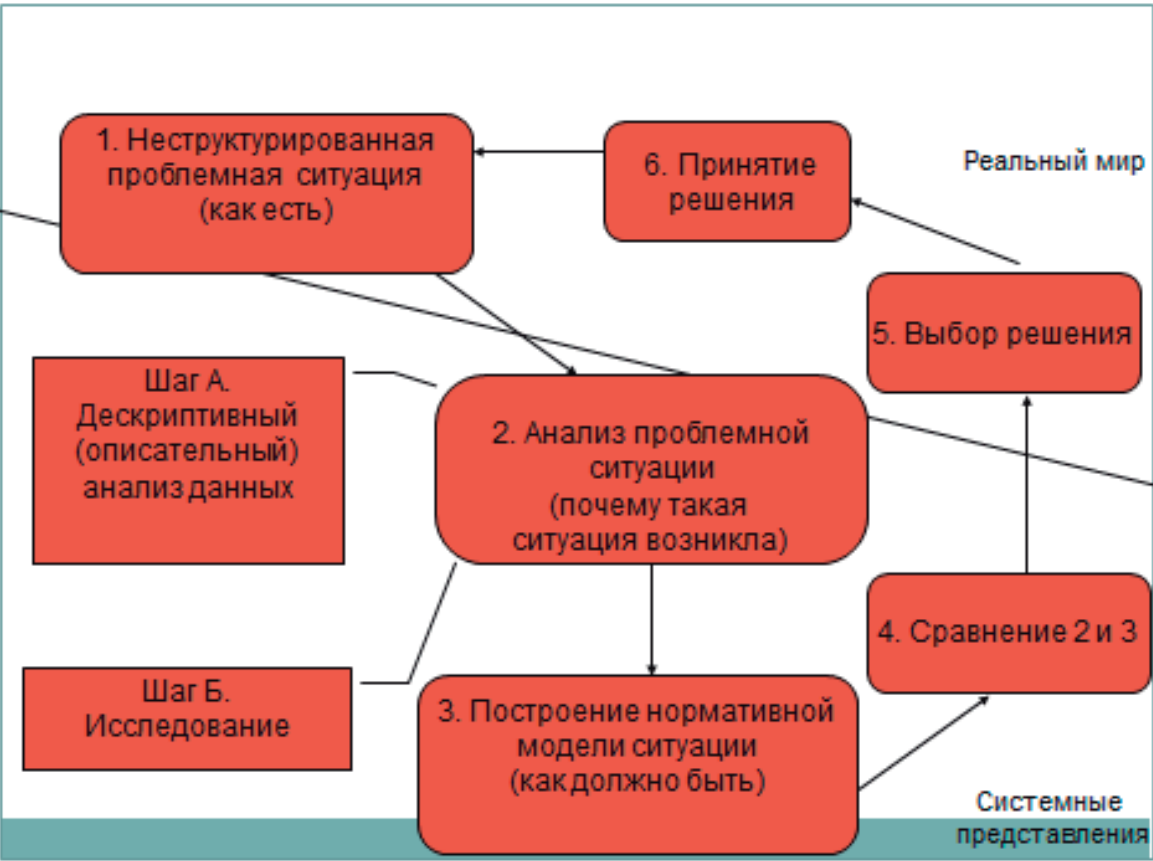 1. Неструктурированная
проблемная ситуация
(как есть)
6. Принятие
решения
Реальный мир
5. Выбор решения
Шаг А.
Дескриптивный
(описательный)
анализ данных
2. Анализ проблемной
ситуации
(почему такая
ситуация возникла)
4. Сравнение 2 и 3
Шаг Б.
Исследование
3. Построение нормативной
модели ситуации
(как должно быть)
Системные
представления